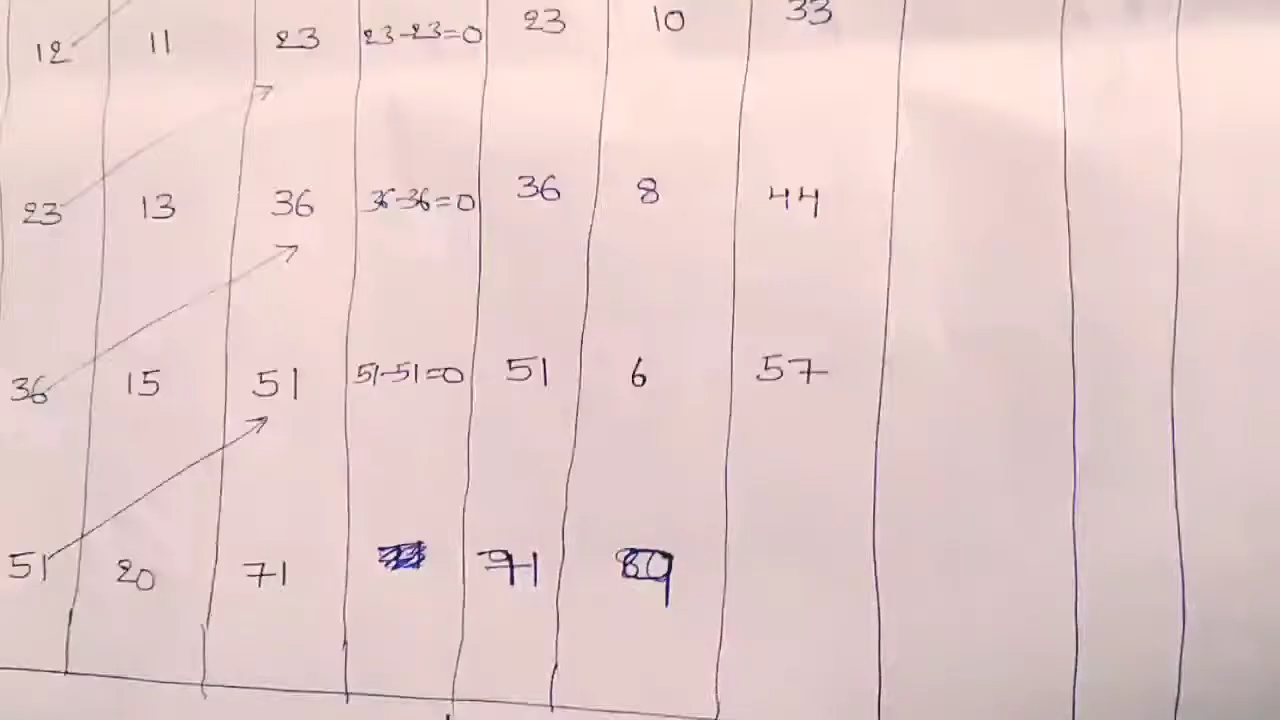 12 11 23 23-23=0 23 10 33
23 13 36 36-36=0 36 8 44
36 15 51 51-51=0 51 6 57
51 20 71 71